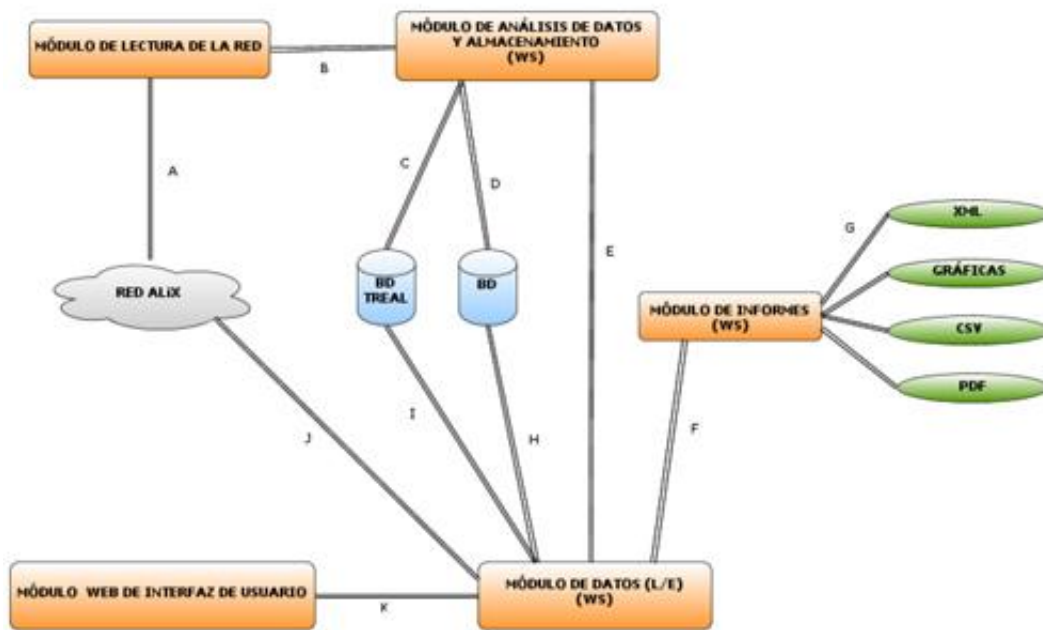 MÓDULO DE LECTURA DE LA RED
MÓDULO DE ANÁLISIS DE DATOS
Y ALMACENAMIENTO
(WS)
B
A
C
D
E
G
XML
GRÁFICAS
CSV
PDF
RED ALiX
BD
TREAL
BD
MÓDULO DE INFORMES
(WS)
J
I
H
F
MÓDULO WEB DE INTERFAZ DE USUARIO
K
MÓDULO DE DATOS (L/E)
(WS)